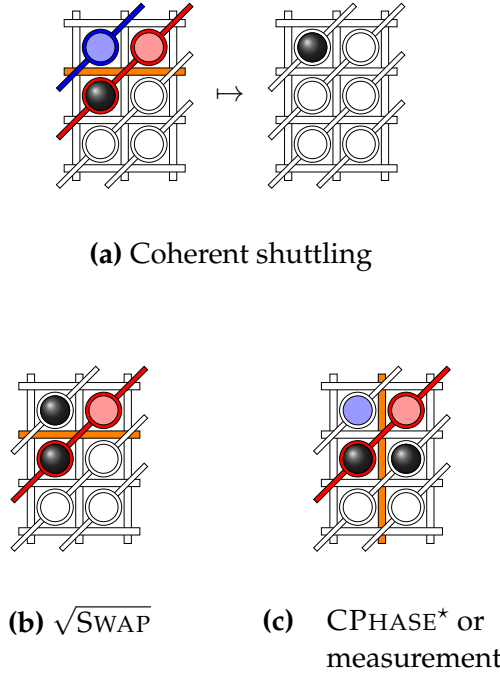 ↦
(a) Coherent shuttling
(b) √SWAP
(c) CPHASE⋆ or
measurement